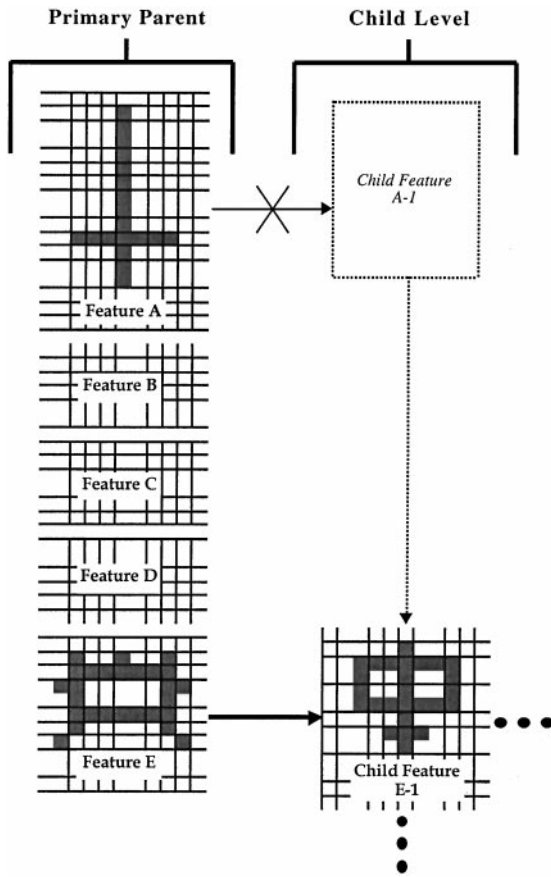 Primary Parent
Child Level
Child Feature
A-1
Feature A
Feature B
Feature C
Feature D
Feature E
Child Feature
E-1